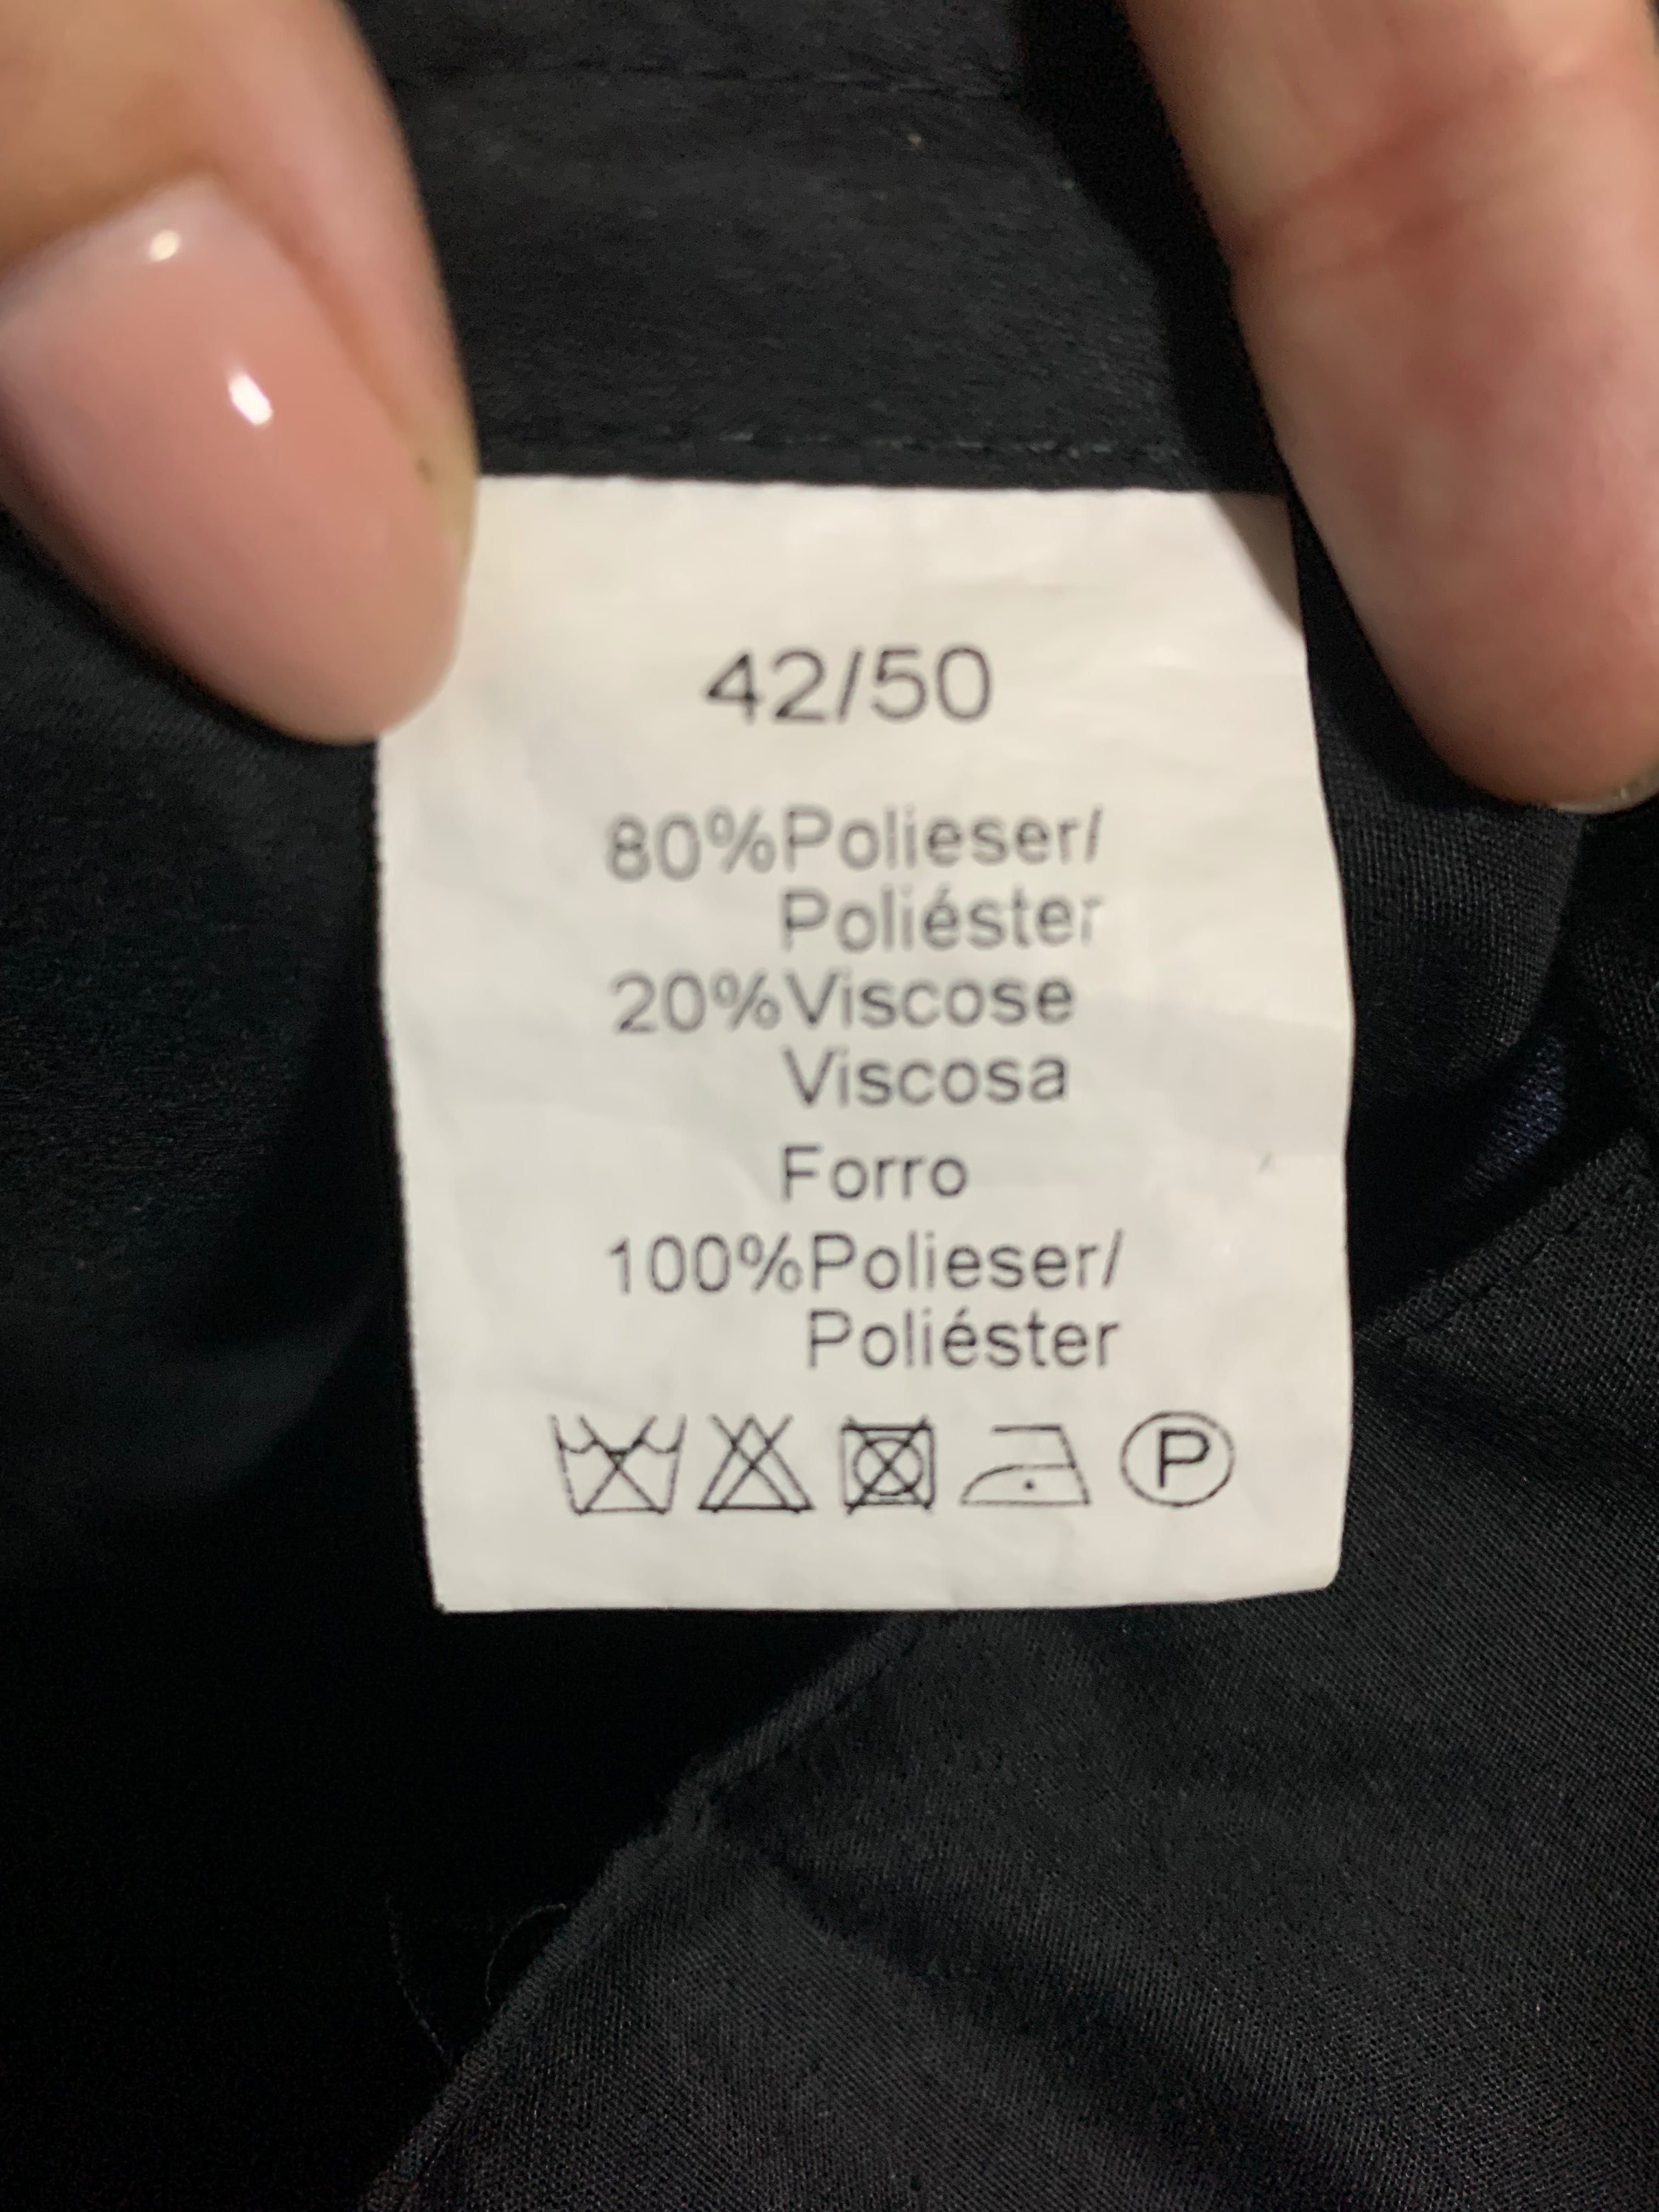 42/50
80%Polieser/
Poliéster
20%Viscose
Viscosa
Forro
100%Polieser/
Poliéster
P